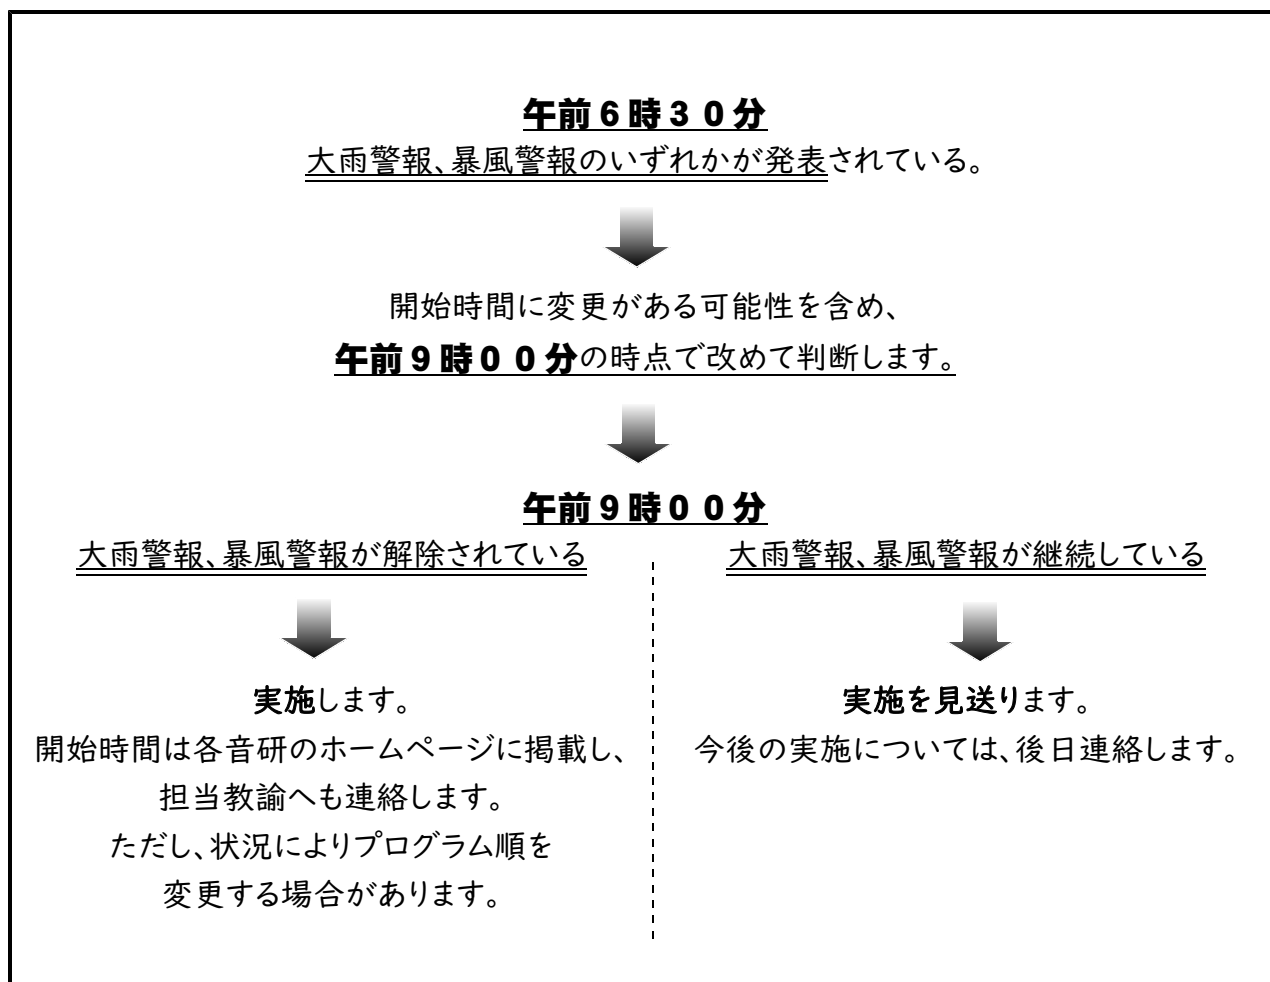 午前６時３０分
大雨警報、暴風警報のいずれかが発表されている。
開始時間に変更がある可能性を含め、
午前９時００分の時点で改めて判断します。
午前９時００分
大雨警報、暴風警報が解除されている
実施します。
開始時間は各音研のホームページに掲載し、
担当教諭へも連絡します。
ただし、状況によりプログラム順を
変更する場合があります。
大雨警報、暴風警報が継続している
実施を見送ります。
今後の実施については、後日連絡します。